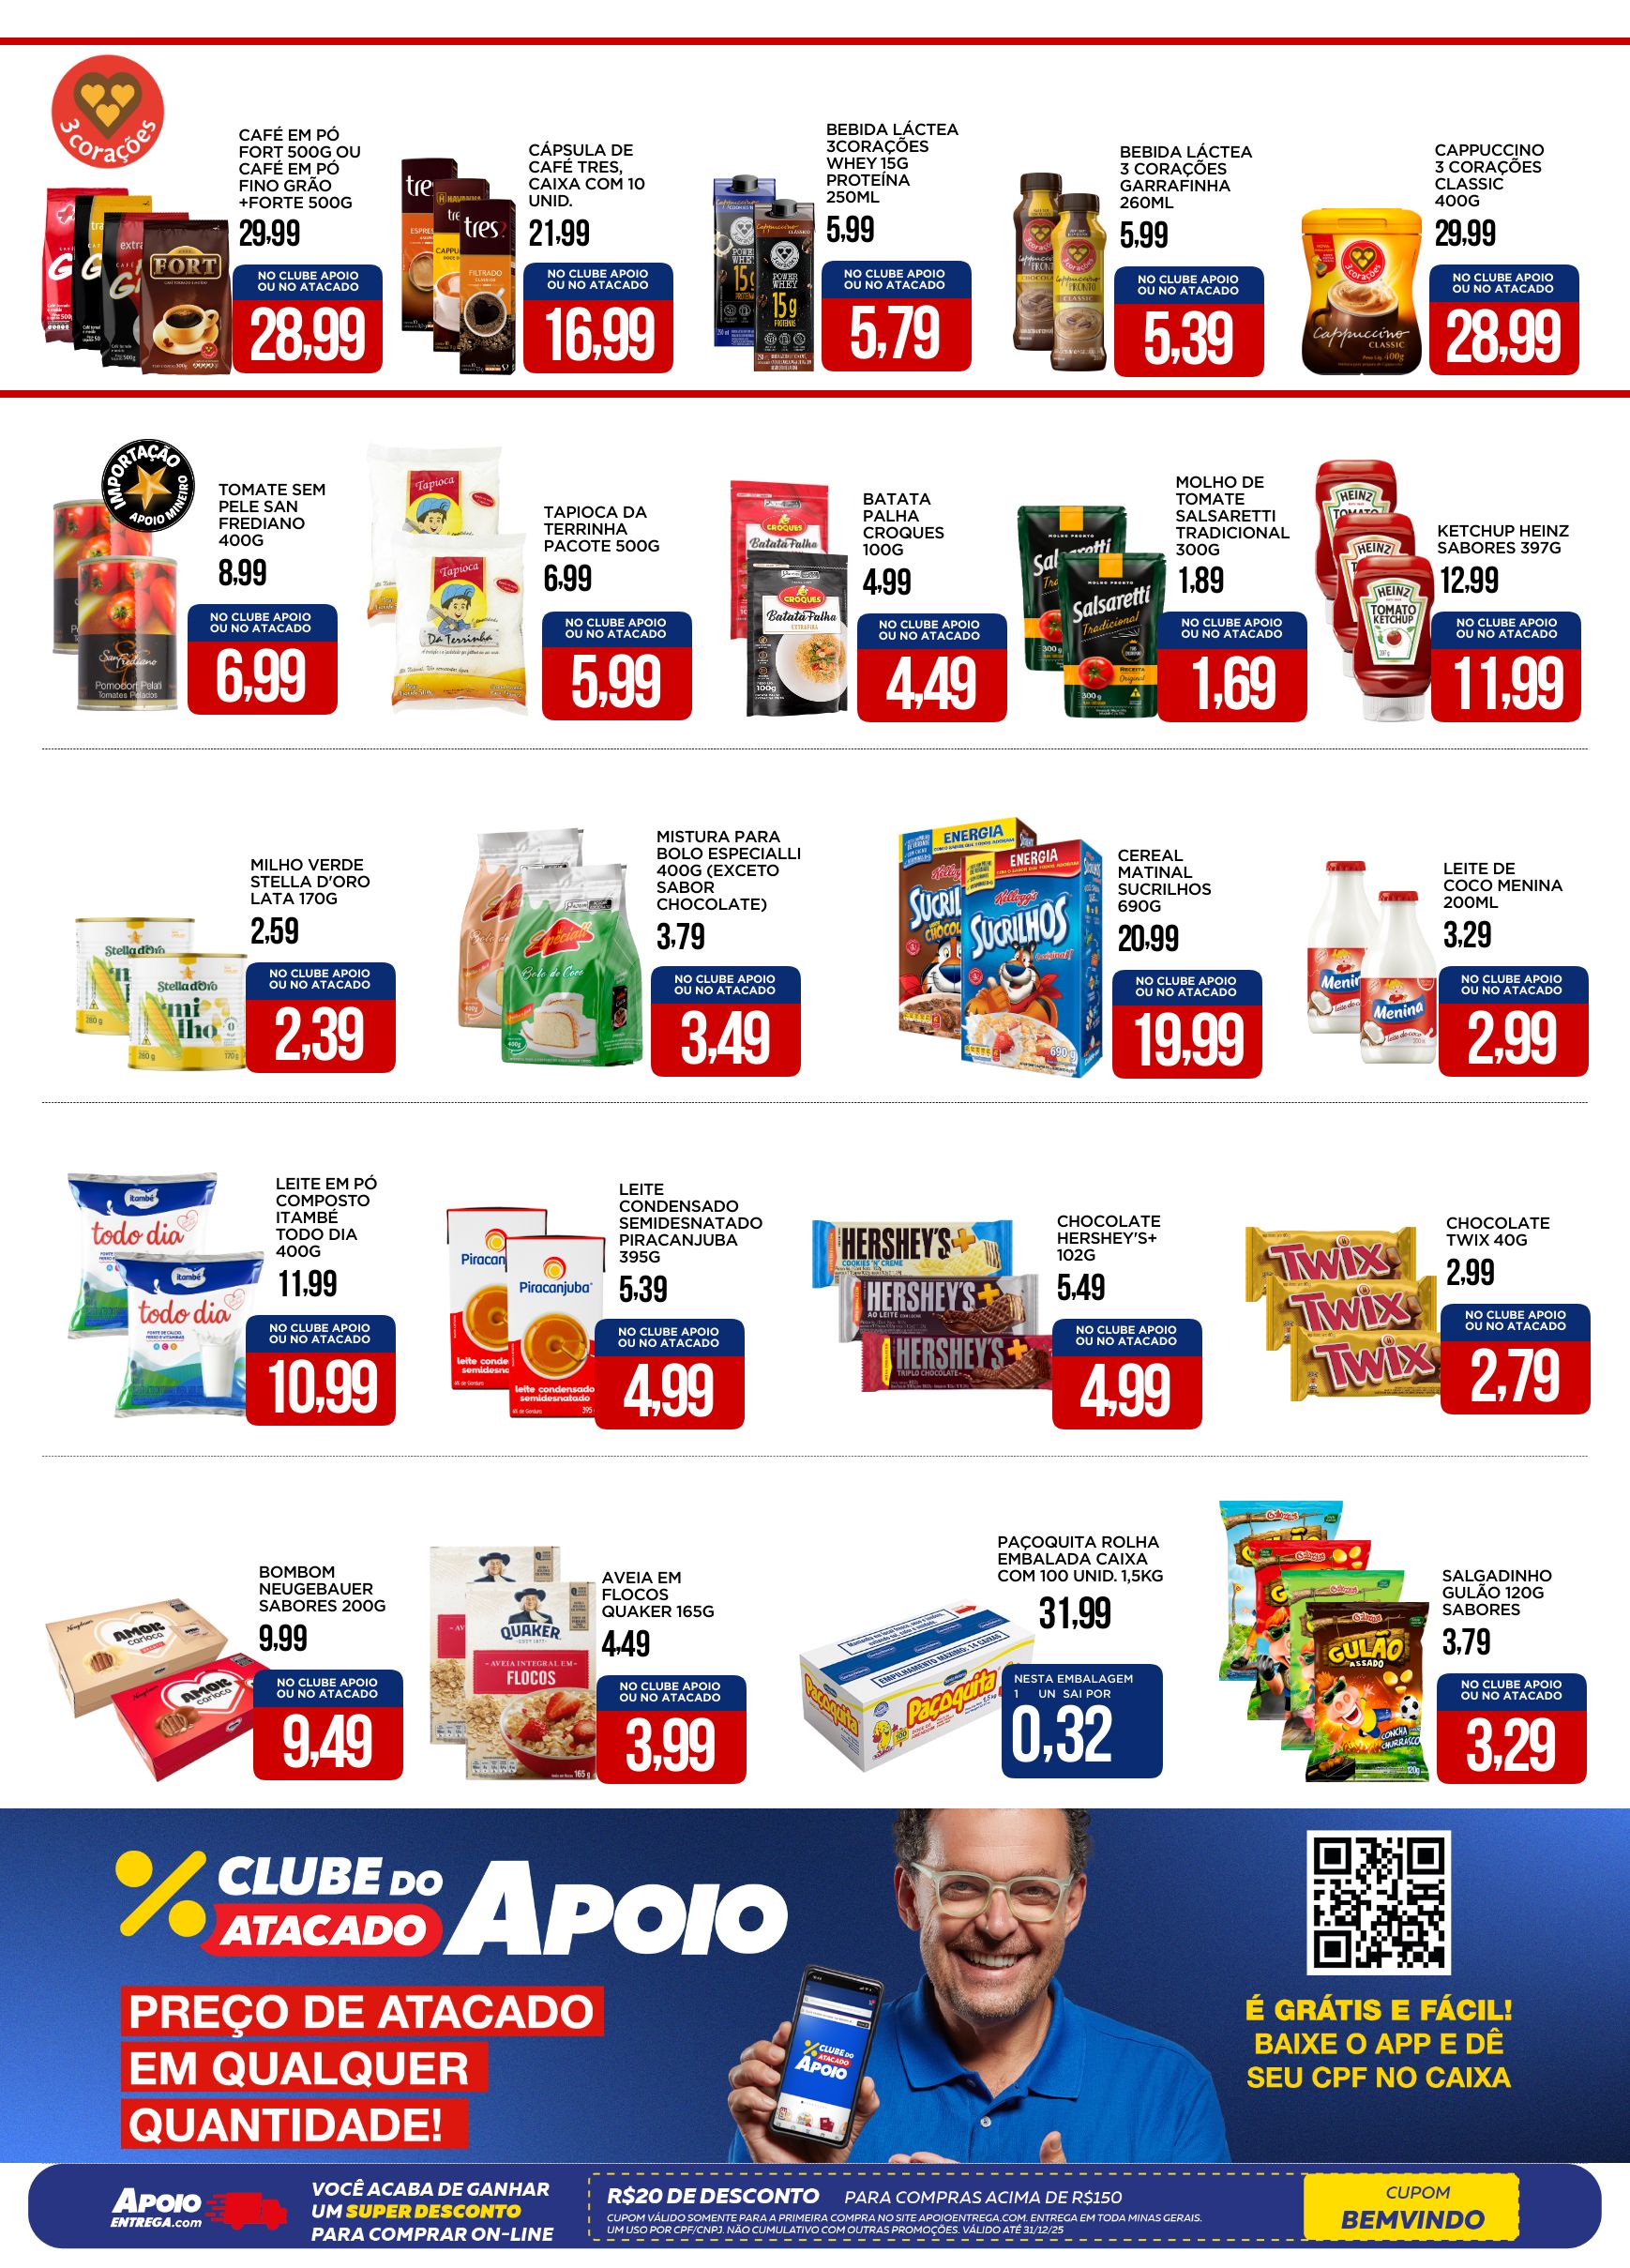 3 corações
CAFÉ EM PÓ
FORT 500G OU
CAFÉ EM PÓ
FINO GRÃO
+FORTE 500G
29,99
NO CLUBE APOIO
OU NO ATACADO
28,99
CÁPSULA DE
CAFÉ TRES,
CAIXA COM 10
UNID.
21,99
NO CLUBE APOIO
OU NO ATACADO
16,99
BEBIDA LÁCTEA
3CORAÇÕES
WHEY 15G
PROTEÍNA
250ML
5,99
NO CLUBE APOIO
OU NO ATACADO
5,79
BEBIDA LÁCTEA
3 CORAÇÕES
GARRAFINHA
260ML
5,99
NO CLUBE APOIO
OU NO ATACADO
5,39
CAPPUCCINO
3 CORAÇÕES
CLASSIC
400G
29,99
NO CLUBE APOIO
OU NO ATACADO
28,99
IMPORTAÇÃO
APOIO MINEIRO
TOMATE SEM
PELE SAN
FREDIANO
400G
8,99
NO CLUBE APOIO
OU NO ATACADO
6,99
TAPIOCA DA
TERRINHA
PACOTE 500G
6,99
NO CLUBE APOIO
OU NO ATACADO
5,99
BATATA
PALHA
CROQUES
100G
4,99
NO CLUBE APOIO
OU NO ATACADO
4,49
MOLHO DE
TOMATE
SALSARETTI
TRADICIONAL
300G
1,89
NO CLUBE APOIO
OU NO ATACADO
1,69
KETCHUP HEINZ
SABORES 397G
12,99
NO CLUBE APOIO
OU NO ATACADO
11,99
MILHO VERDE
STELLA D'ORO
LATA 170G
2,59
NO CLUBE APOIO
OU NO ATACADO
2,39
MISTURA PARA
BOLO ESPECIALLI
400G (EXCETO
SABOR
CHOCOLATE)
3,79
NO CLUBE APOIO
OU NO ATACADO
3,49
CEREAL
MATINAL
SUCRILHOS
690G
20,99
NO CLUBE APOIO
OU NO ATACADO
19,99
LEITE DE
COCO MENINA
200ML
3,29
NO CLUBE APOIO
OU NO ATACADO
2,99
LEITE EM PÓ
COMPOSTO
ITAMBÉ
TODO DIA
400G
11,99
NO CLUBE APOIO
OU NO ATACADO
10,99
LEITE
CONDENSADO
SEMIDESNATADO
PIRACANJUBA
395G
5,39
NO CLUBE APOIO
OU NO ATACADO
4,99
CHOCOLATE
HERSHEY'S+
102G
5,49
NO CLUBE APOIO
OU NO ATACADO
4,99
CHOCOLATE
TWIX 40G
2,99
NO CLUBE APOIO
OU NO ATACADO
2,79
BOMBOM
NEUGEBAUER
SABORES 200G
9,99
NO CLUBE APOIO
OU NO ATACADO
9,49
AVEIA EM
FLOCOS
QUAKER 165G
4,49
NO CLUBE APOIO
OU NO ATACADO
3,99
PAÇOQUITA ROLHA
EMBALADA CAIXA
COM 100 UNID. 1,5KG
31,99
NESTA EMBALAGEM
1 UN SAI POR
0,32
SALGADINHO
GULÃO 120G
SABORES
3,79
NO CLUBE APOIO
OU NO ATACADO
3,29
% CLUBE DO
ATACADO APOIO
PREÇO DE ATACADO
EM QUALQUER
QUANTIDADE!
É GRÁTIS E FÁCIL!
BAIXE O APP E DÊ
SEU CPF NO CAIXA
APOIO
ENTREGA.com
VOCÊ ACABA DE GANHAR
UM SUPER DESCONTO
PARA COMPRAR ON-LINE
R$20 DE DESCONTO PARA COMPRAS ACIMA DE R$150
CUPOM VÁLIDO SOMENTE PARA A PRIMEIRA COMPRA NO SITE APOIOENTREGA.COM. ENTREGA EM TODA MINAS GERAIS.
UM USO POR CPF/CNPJ. NÃO CUMULATIVO COM OUTRAS PROMOÇÕES. VÁLIDO ATÉ 31/12/25
CUPOM
BEMVINDO